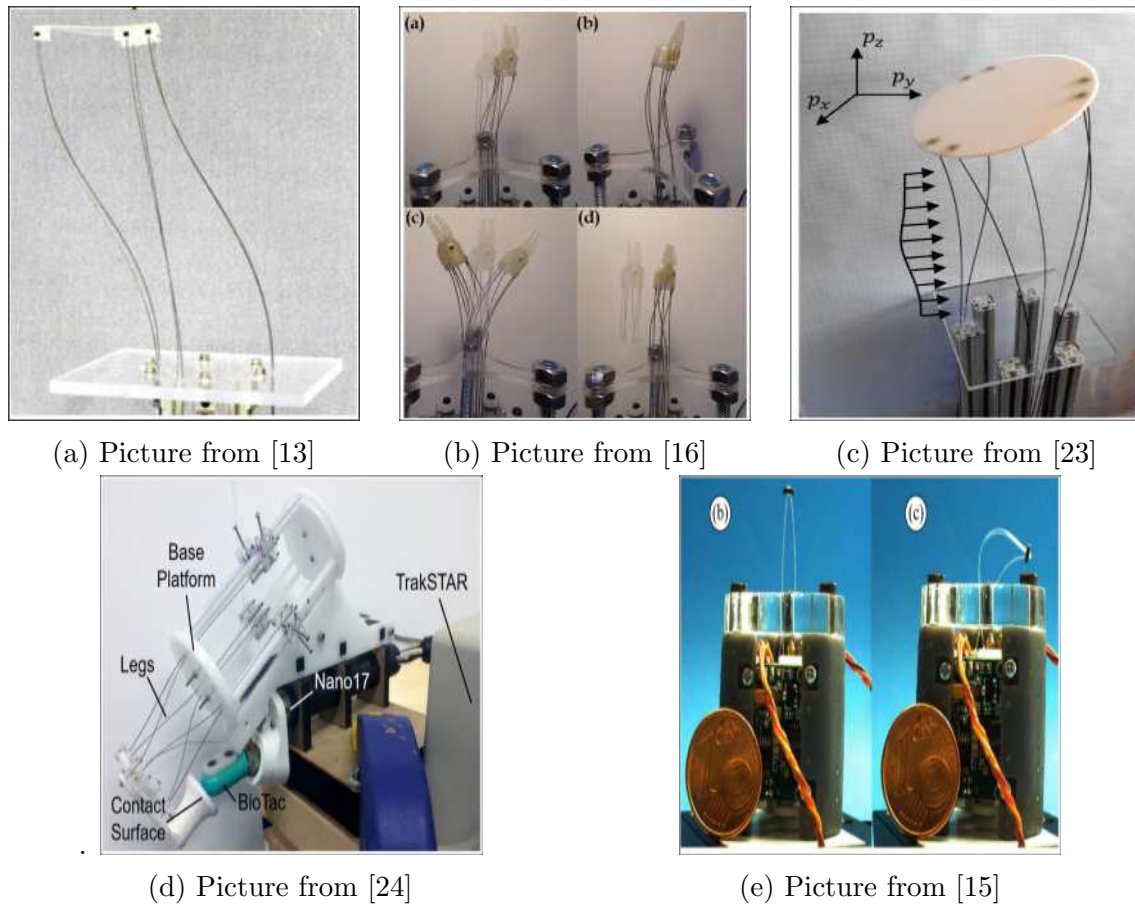 (a)
(b)
(c)
(d)
p_z
p_y
p_x
(a) Picture from [13]
(b) Picture from [16]
(c) Picture from [23]
Base
Platform
TrakSTAR
Legs
Nano17
BioTac
Contact
Surface
(b)
(c)
.
(d) Picture from [24]
(e) Picture from [15]